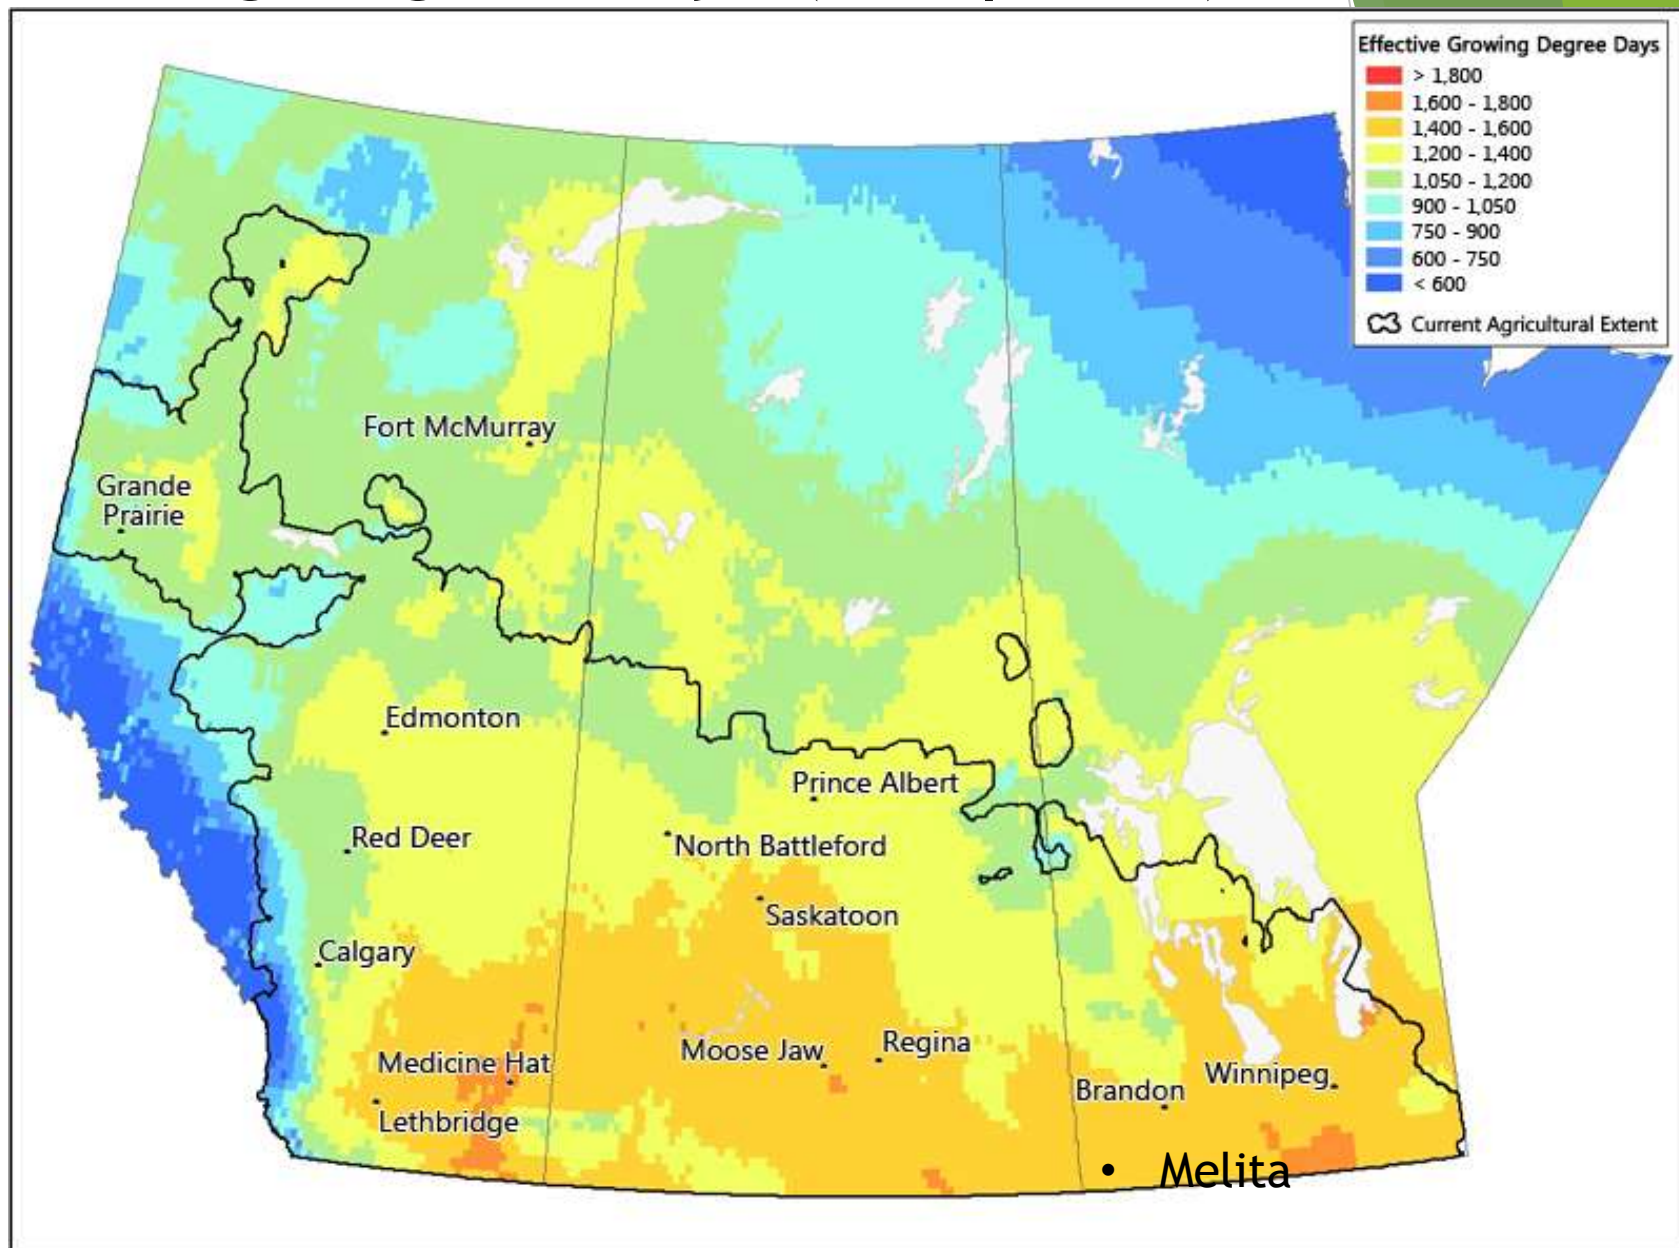 Effective Growing Degree Days
> 1,800
1,600 - 1,800
1,400 - 1,600
1,200 - 1,400
1,050 - 1,200
900 - 1,050
750 - 900
600 - 750
< 600
Current Agricultural Extent
Fort McMurray
Grande
Prairie
Edmonton
Prince Albert
Red Deer
North Battleford
Saskatoon
Calgary
Medicine Hat
Moose Jaw
Regina
Lethbridge
Brandon
Winnipeg
• Melita